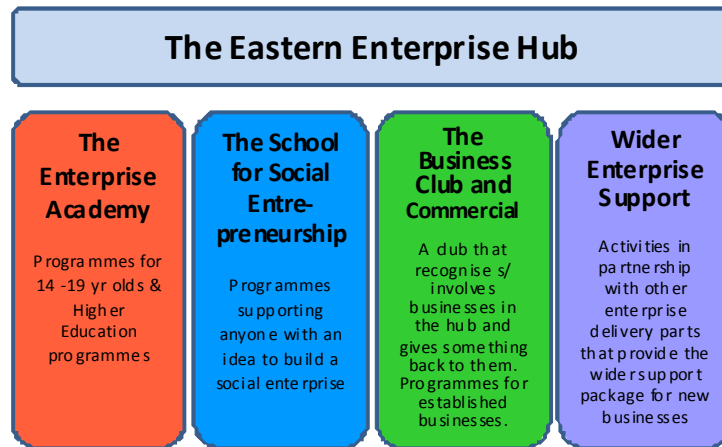 The Eastern Enterprise Hub
The
Enterprise
Academy
Programmes for
14 -19 yr olds &
Higher
Education
programmes
The School
for Social
Entre-
preneurship
Programmes
supporting
anyone with an
idea to build a
social enterprise
The
Business
Club and
Commercial
A club that
recognise s/
involves
businesses in
the hub and
gives something
back to them.
Programmes for
established
businesses.
Wider
Enterprise
Support
Activities in
partnership
with other
enterprise
delivery parts
that provide the
wider support
package for new
businesses